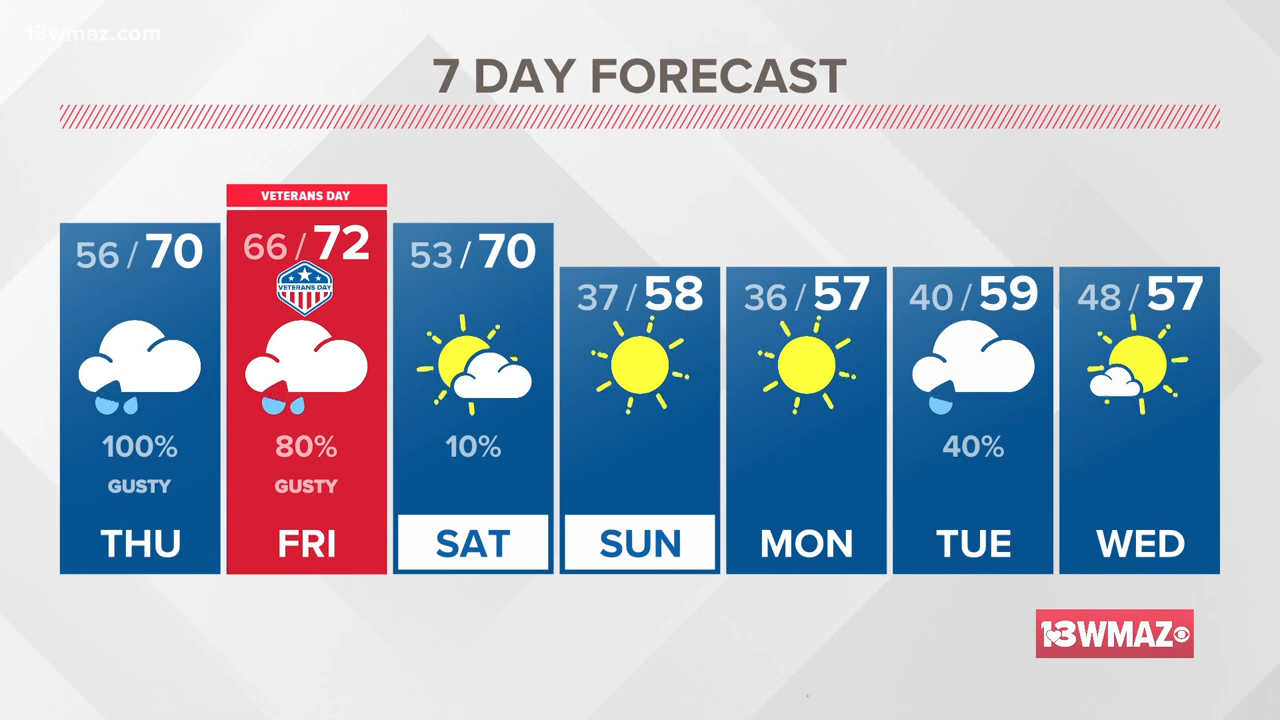 13wmaz.com
7 DAY FORECAST
VETERANS DAY
56 / 70
66 / 72
53 / 70
37 / 58
36 / 57
40 / 59
48 / 57
VETERANS DAY
100%
80%
10%
40%
GUSTY
GUSTY
THU
FRI
SAT
SUN
MON
TUE
WED
13WMAZ